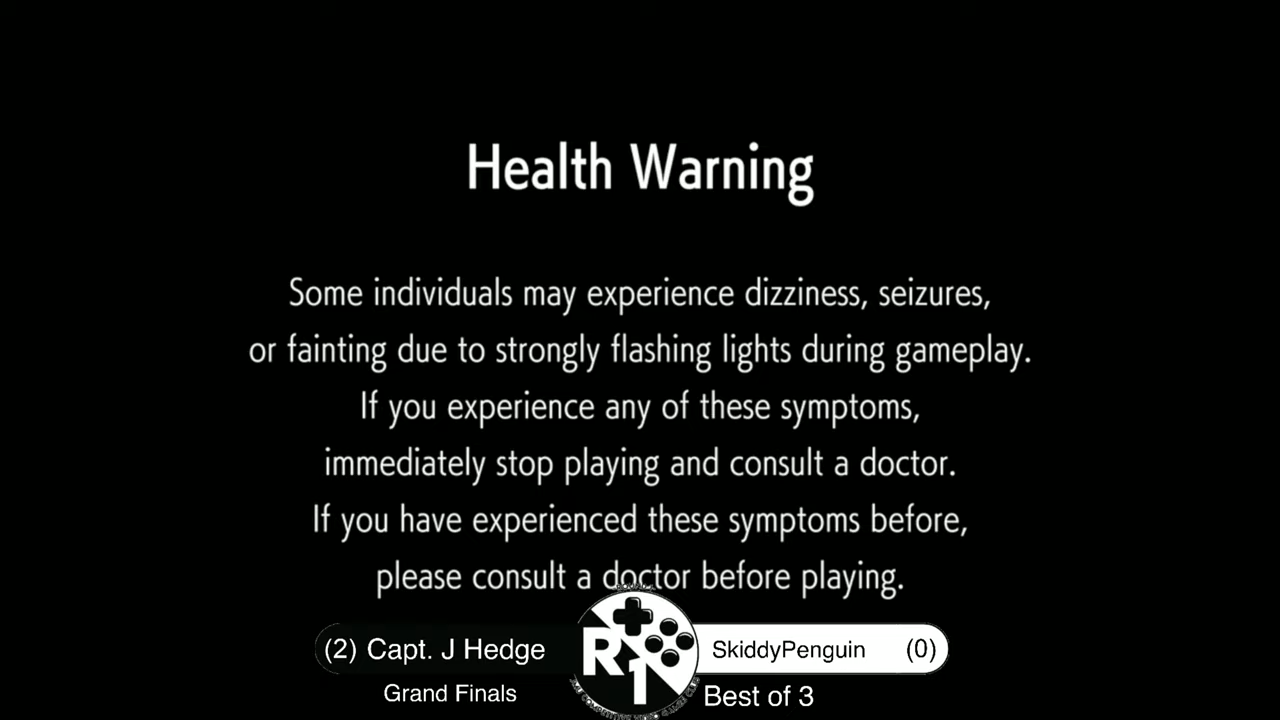 Health Warning
Some individuals may experience dizziness, seizures,
or fainting due to strongly flashing lights during gameplay.
If you experience any of these symptoms,
immediately stop playing and consult a doctor.
If you have experienced these symptoms before,
please consult a doctor before playing.
(2) Capt. J Hedge
R1
SkiddyPenguin (0)
Grand Finals
Best of 3